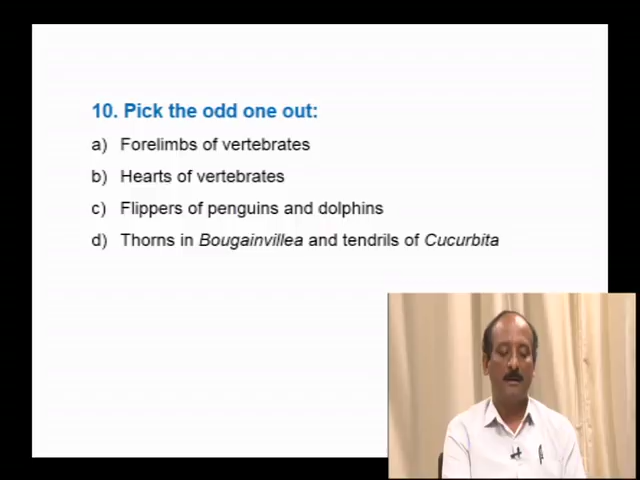 10. Pick the odd one out:
a) Forelimbs of vertebrates
b) Hearts of vertebrates
c) Flippers of penguins and dolphins
d) Thorns in Bougainvillea and tendrils of Cucurbita